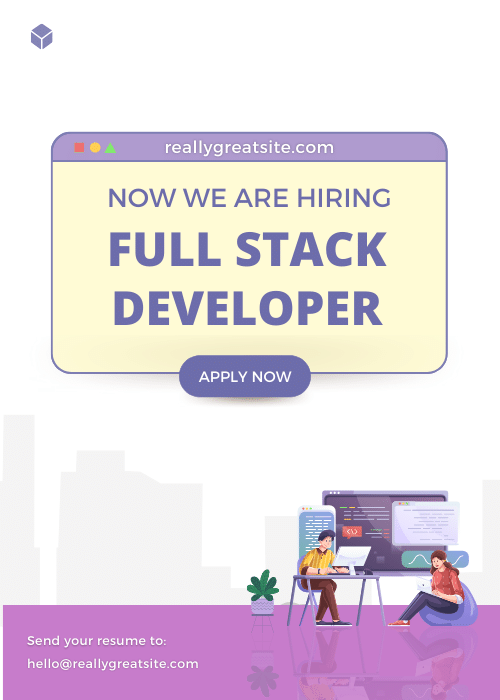 reallygreatsite.com
NOW WE ARE HIRING
FULL STACK
DEVELOPER
APPLY NOW
Send your resume to:
hello@reallygreatsite.com